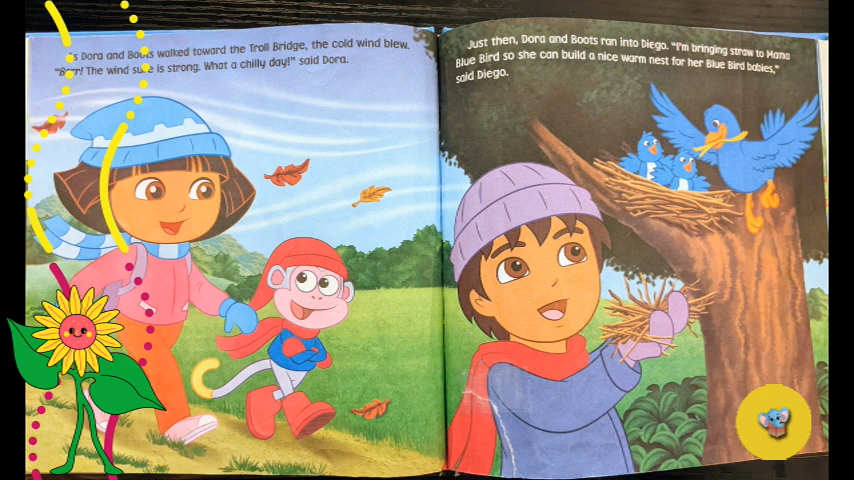 As Dora and Boots walked toward the Troll Bridge, the cold wind blew.
"Brrr! The wind sure is strong. What a chilly day!" said Dora.
Just then, Dora and Boots ran into Diego. "I'm bringing straw to Mama
Blue Bird so she can build a nice warm nest for her Blue Bird babies,"
said Diego.